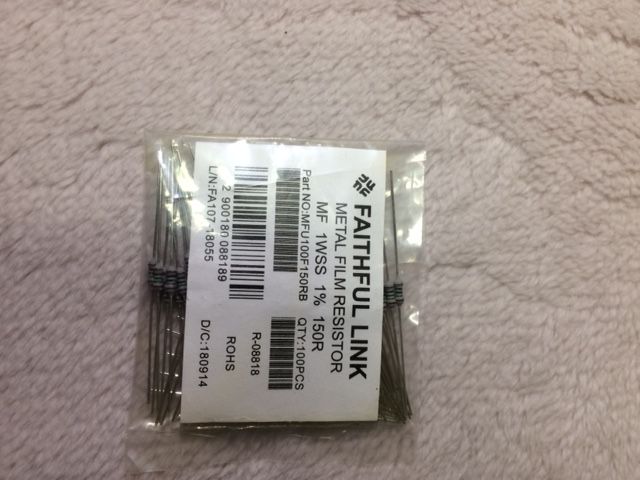 FAITHFUL LINK
METAL FILM RESISTOR
MF 1WSS 1% 150R
Part NO:MFU100F150RB QTY:100PCS
R-08818
2 900180 088189 ROHS
L/N:FA107-18055 D/C:180914